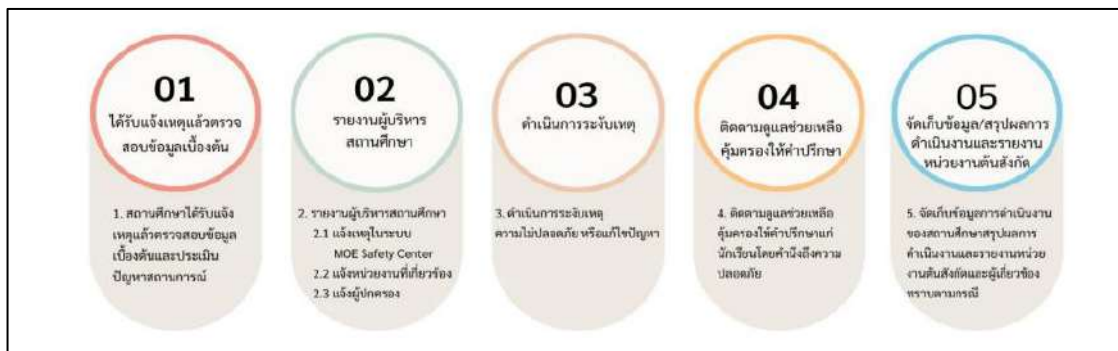 01
ได้รับแจ้งเหตุแล้วตรวจ
สอบข้อมูลเบื้องต้น
1. สถานศึกษาได้รับแจ้ง
เหตุแล้วตรวจสอบข้อมูล
เบื้องต้นและประเมิน
ปัญหาสถานการณ์
02
รายงานผู้บริหาร
สถานศึกษา
2. รายงานผู้บริหารสถานศึกษา
2.1 แจ้งเหตุในระบบ
MOE Safety Center
2.2 แจ้งหน่วยงานที่เกี่ยวข้อง
2.3 แจ้งผู้ปกครอง
03
ดำเนินการระงับเหตุ
3. ดำเนินการระงับเหตุ
ความไม่ปลอดภัย หรือแก้ไขปัญหา
04
ติดตามดูแลช่วยเหลือ
คุ้มครองให้คำปรึกษา
4. ติดตามดูแลช่วยเหลือ
คุ้มครองให้คำปรึกษาแก่
นักเรียนโดยคำนึงถึงความ
ปลอดภัย
05
จัดเก็บข้อมูล/สรุปผลการ
ดำเนินงานและรายงาน
หน่วยงานต้นสังกัด
5. จัดเก็บข้อมูลการดำเนินงาน
ของสถานศึกษาสรุปผลการ
ดำเนินงานและรายงานหน่วย
งานต้นสังกัดและผู้เกี่ยวข้อง
ทราบตามกรณี